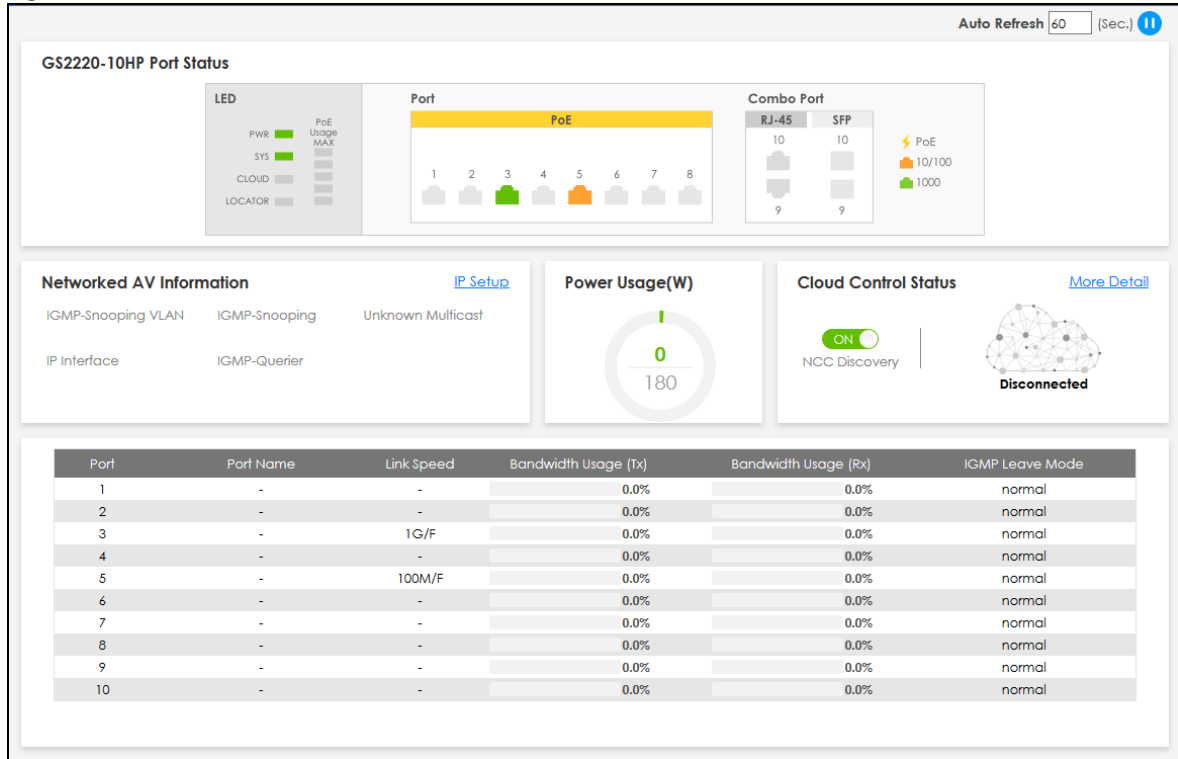 Auto Refresh 60 (Sec.)
GS2220-10HP Port Status
LED
PoE
Usage
MAX
PWR
SYS
CLOUD
LOCATOR
Port
PoE
1 2 3 4 5 6 7 8
Combo Port
RJ-45 SFP
10 10
9 9
PoE
10/100
1000
Networked AV Information IP Setup
IGMP-Snooping VLAN IGMP-Snooping Unknown Multicast
IP Interface IGMP-Querier
Power Usage(W)
0
180
Cloud Control Status More Detail
ON
NCC Discovery
Disconnected
Port Port Name Link Speed Bandwidth Usage (Tx) Bandwidth Usage (Rx) IGMP Leave Mode
1 - - 0.0% 0.0% normal
2 - - 0.0% 0.0% normal
3 - 1G/F 0.0% 0.0% normal
4 - - 0.0% 0.0% normal
5 - 100M/F 0.0% 0.0% normal
6 - - 0.0% 0.0% normal
7 - - 0.0% 0.0% normal
8 - - 0.0% 0.0% normal
9 - - 0.0% 0.0% normal
10 - - 0.0% 0.0% normal